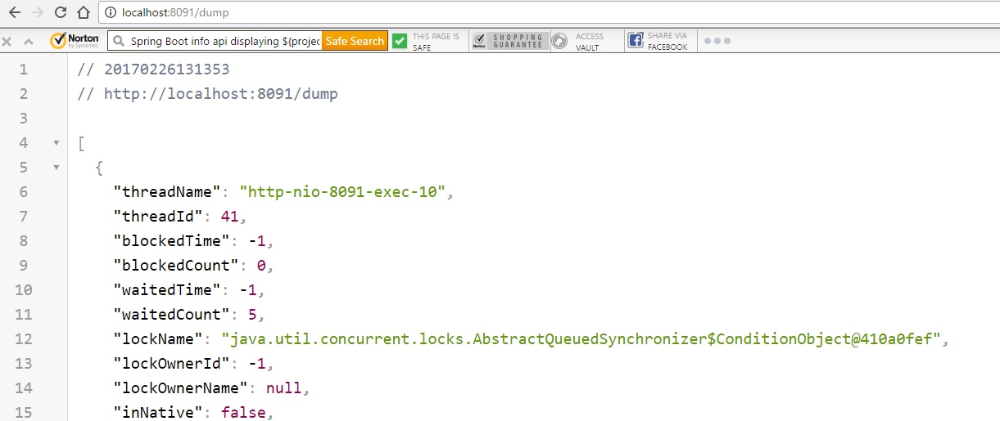 localhost:8091/dump
Norton by Symantec Spring Boot info api displaying ${projec Safe Search THIS PAGE IS SAFE Norton SHOPPING GUARANTEE ACCESS VAULT SHARE VIA FACEBOOK
1 // 20170226131353
2 // http://localhost:8091/dump
3
4 [
5 {
6 "threadName": "http-nio-8091-exec-10",
7 "threadId": 41,
8 "blockedTime": -1,
9 "blockedCount": 0,
10 "waitedTime": -1,
11 "waitedCount": 5,
12 "lockName": "java.util.concurrent.locks.AbstractQueuedSynchronizer$ConditionObject@410a0fef",
13 "lockOwnerId": -1,
14 "lockOwnerName": null,
15 "inNative": false,